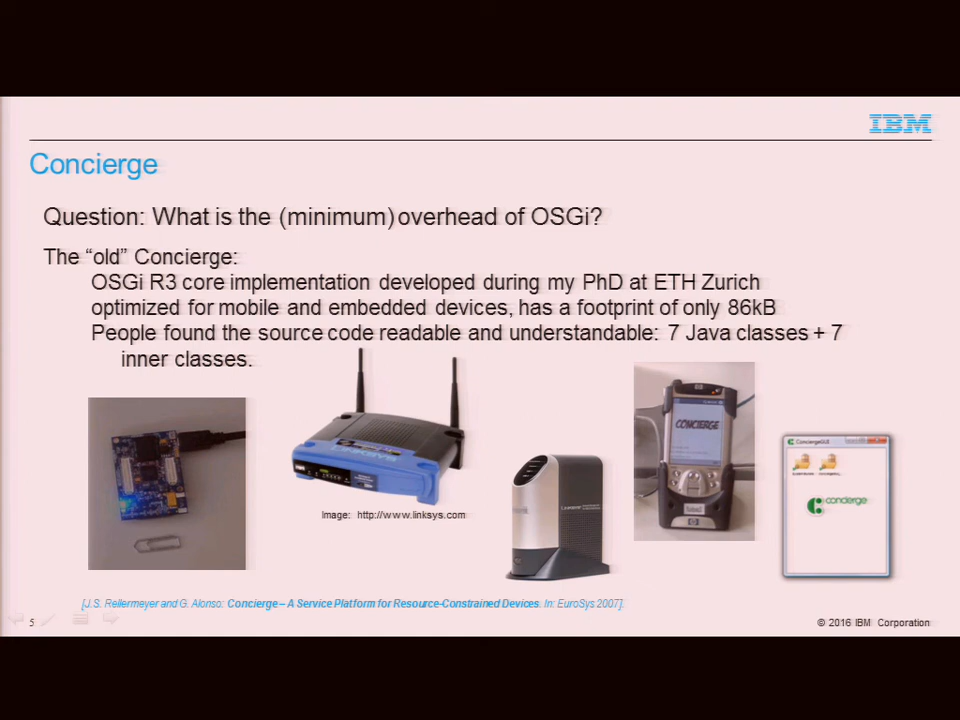 IBM
Concierge
Question: What is the (minimum) overhead of OSGi?
The “old” Concierge:
OSGi R3 core implementation developed during my PhD at ETH Zurich
optimized for mobile and embedded devices, has a footprint of only 86kB
People found the source code readable and understandable: 7 Java classes + 7
inner classes.
LINKSYS
CONCIERGE
ConciergeGUI
concierge
Image: http://www.linksys.com
[J.S. Rellermeyer and G. Alonso: Concierge – A Service Platform for Resource-Constrained Devices. In: EuroSys 2007].
5
© 2016 IBM Corporation